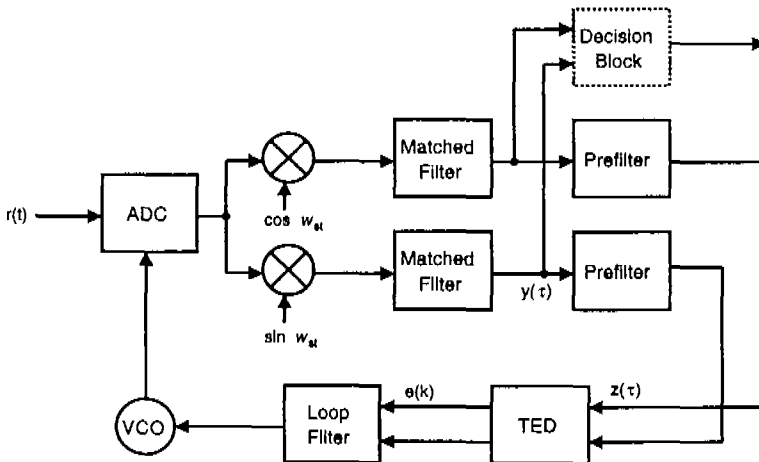 Decision
Block
Matched
Filter
Prefilter
r(t)
ADC
cos w_st
Matched
Filter
y(τ)
Prefilter
sin w_st
VCO
Loop
Filter
e(k)
TED
z(τ)